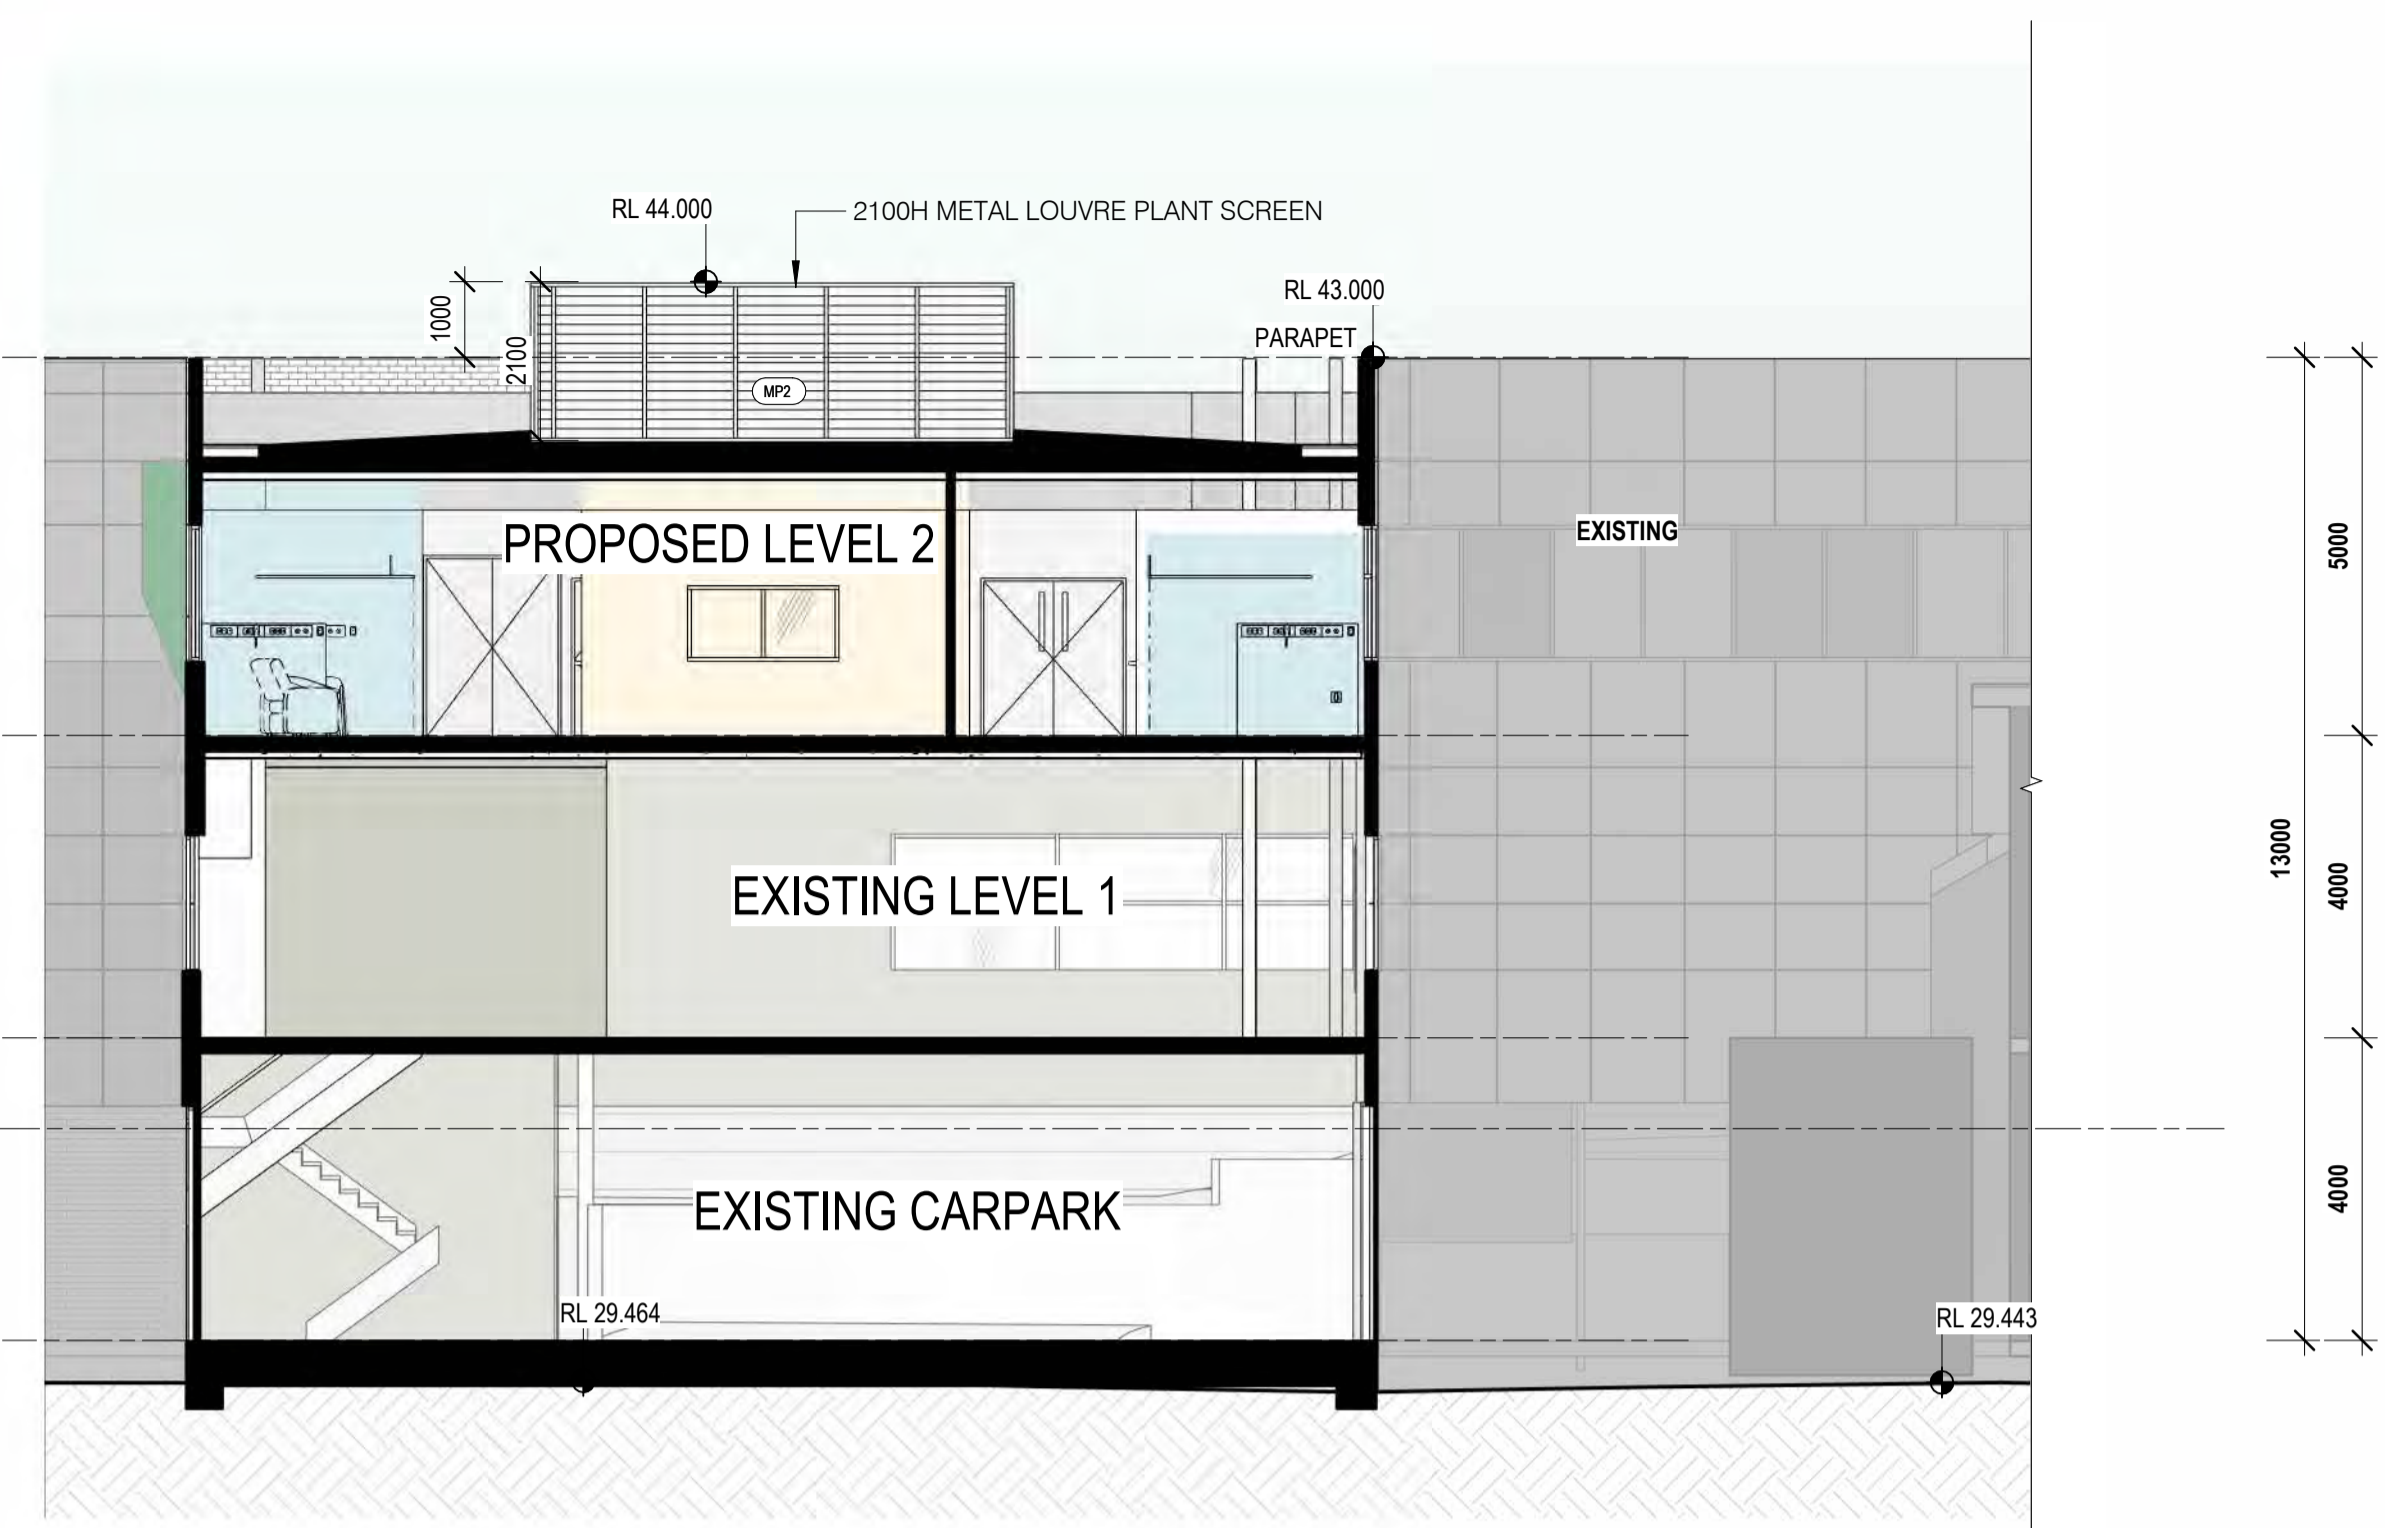 RL 44.000
2100H METAL LOUVRE PLANT SCREEN
RL 43.000
PARAPET
1000
2100
MP2
PROPOSED LEVEL 2
EXISTING
5000
EXISTING LEVEL 1
13000
4000
EXISTING CARPARK
4000
RL 29.464
RL 29.443